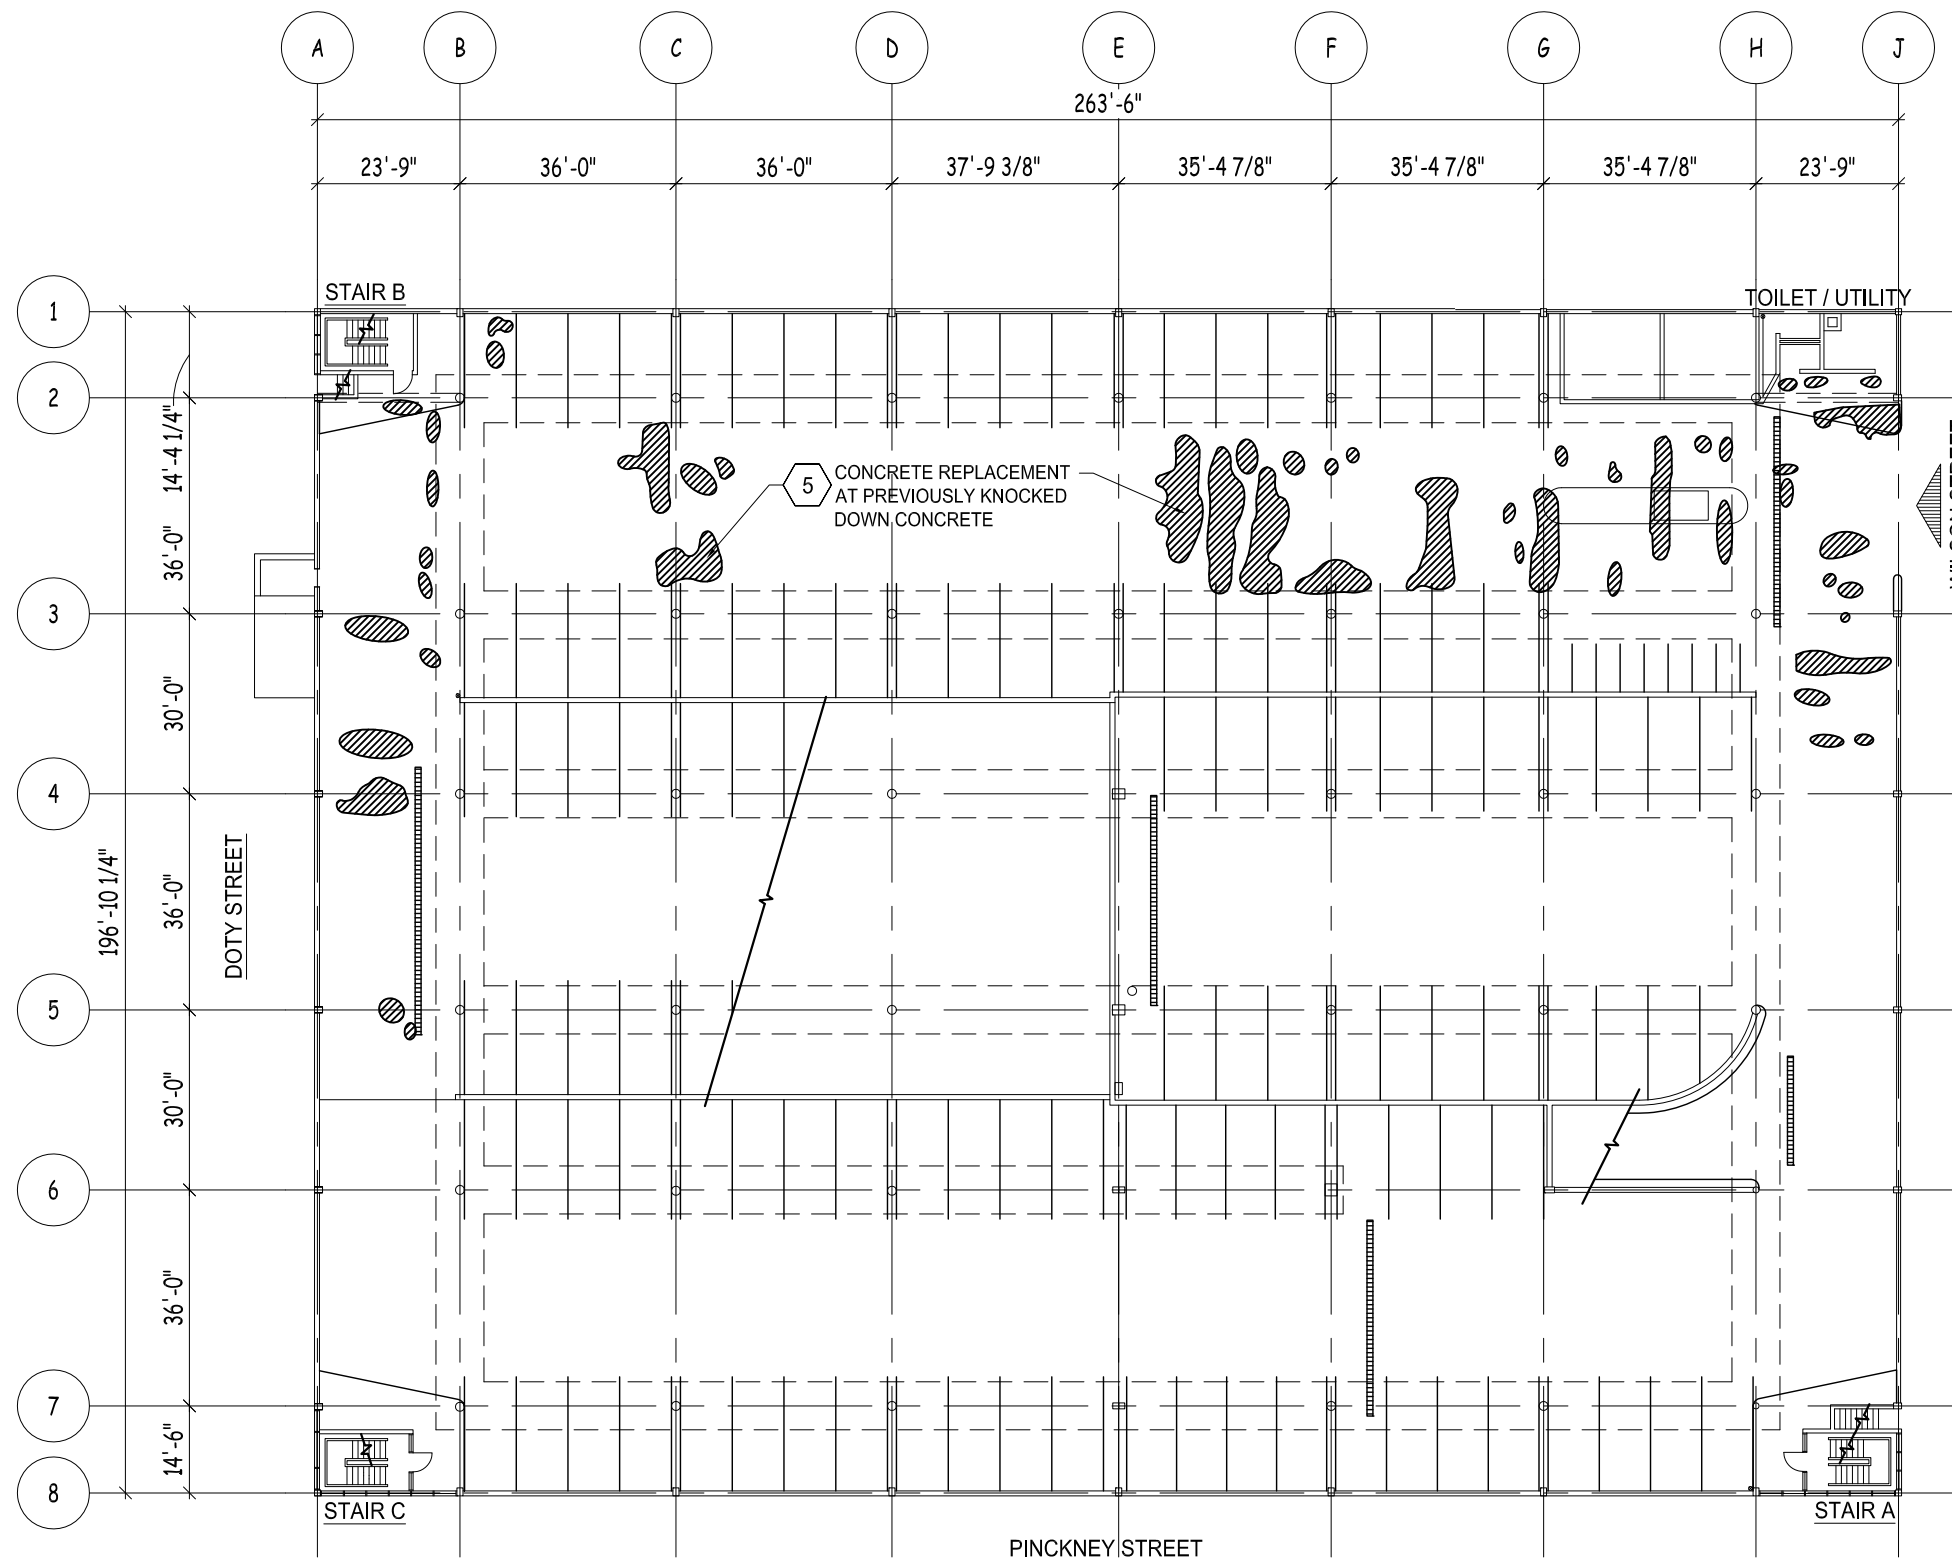 A B C D E F G H J
263'-6"
23'-9" 36'-0" 36'-0" 37'-9 3/8" 35'-4 7/8" 35'-4 7/8" 35'-4 7/8" 23'-9"
STAIR B
TOILET / UTILITY
1
2
14'-4 1/4"
5
CONCRETE REPLACEMENT
AT PREVIOUSLY KNOCKED
DOWN CONCRETE
36'-0"
3
30'-0"
4
196'-10 1/4"
36'-0"
DOTY STREET
5
30'-0"
6
36'-0"
7
14'-6"
8
STAIR C
STAIR A
PINCKNEY STREET